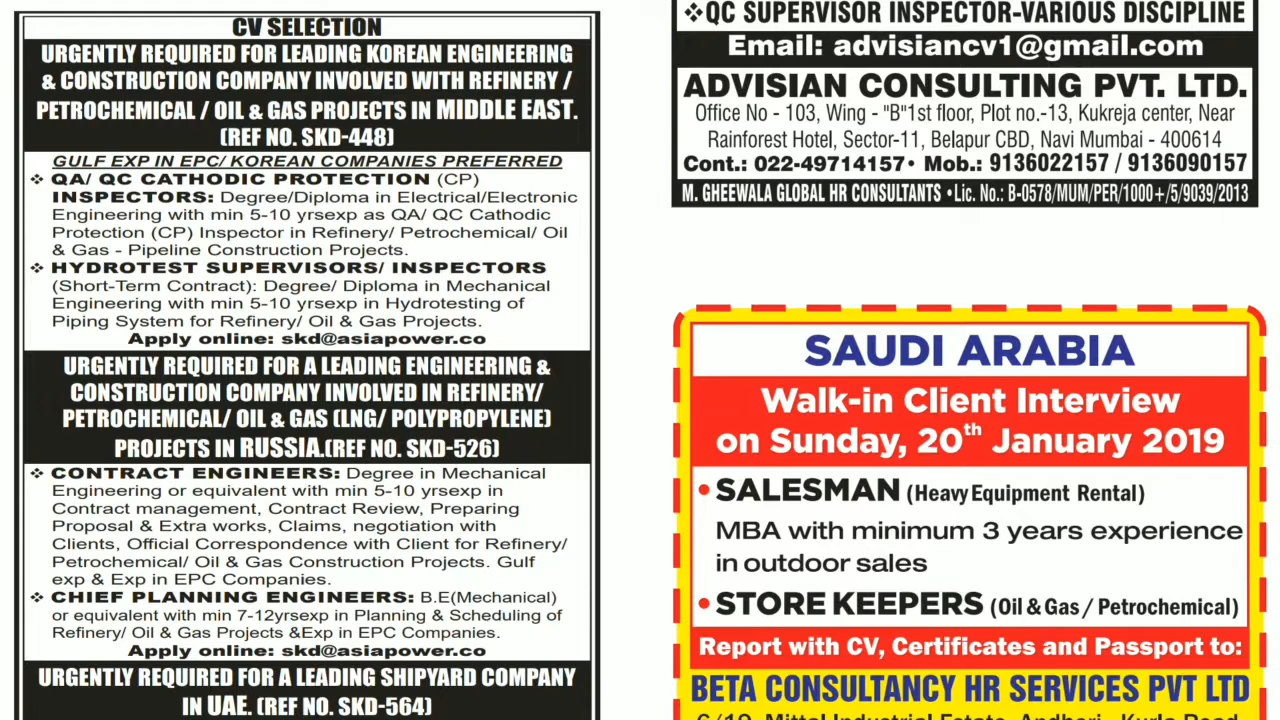 CV SELECTION
URGENTLY REQUIRED FOR LEADING KOREAN ENGINEERING
& CONSTRUCTION COMPANY INVOLVED WITH REFINERY /
PETROCHEMICAL / OIL & GAS PROJECTS IN MIDDLE EAST.
(REF NO. SKD-448)
GULF EXP IN EPC/ KOREAN COMPANIES PREFERRED
❖ QA/ QC CATHODIC PROTECTION (CP)
INSPECTORS: Degree/Diploma in Electrical/Electronic
Engineering with min 5-10 yrsexp as QA/ QC Cathodic
Protection (CP) Inspector in Refinery/ Petrochemical/ Oil
& Gas - Pipeline Construction Projects.
❖ HYDROTEST SUPERVISORS/ INSPECTORS
(Short-Term Contract): Degree/ Diploma in Mechanical
Engineering with min 5-10 yrsexp in Hydrotesting of
Piping System for Refinery/ Oil & Gas Projects.
Apply online: skd@asiapower.co
URGENTLY REQUIRED FOR A LEADING ENGINEERING &
CONSTRUCTION COMPANY INVOLVED IN REFINERY/
PETROCHEMICAL/ OIL & GAS (LNG/ POLYPROPYLENE)
PROJECTS IN RUSSIA.(REF NO. SKD-526)
❖ CONTRACT ENGINEERS: Degree in Mechanical
Engineering or equivalent with min 5-10 yrsexp in
Contract management, Contract Review, Preparing
Proposal & Extra works, Claims, negotiation with
Clients, Official Correspondence with Client for Refinery/
Petrochemical/ Oil & Gas Construction Projects. Gulf
exp & Exp in EPC Companies.
❖ CHIEF PLANNING ENGINEERS: B.E(Mechanical)
or equivalent with min 7-12yrsexp in Planning & Scheduling of
Refinery/ Oil & Gas Projects &Exp in EPC Companies.
Apply online: skd@asiapower.co
URGENTLY REQUIRED FOR A LEADING SHIPYARD COMPANY
IN UAE. (REF NO. SKD-564)
❖QC SUPERVISOR INSPECTOR-VARIOUS DISCIPLINE
Email: advisiancv1@gmail.com
ADVISIAN CONSULTING PVT. LTD.
Office No - 103, Wing - "B"1st floor, Plot no.-13, Kukreja center, Near
Rainforest Hotel, Sector-11, Belapur CBD, Navi Mumbai - 400614
Cont.: 022-49714157• Mob.: 9136022157 / 9136090157
M. GHEEWALA GLOBAL HR CONSULTANTS •Lic. No.: B-0578/MUM/PER/1000+/5/9039/2013
SAUDI ARABIA
Walk-in Client Interview
on Sunday, 20th January 2019
• SALESMAN (Heavy Equipment Rental)
MBA with minimum 3 years experience
in outdoor sales
• STORE KEEPERS (Oil & Gas / Petrochemical)
Report with CV, Certificates and Passport to:
BETA CONSULTANCY HR SERVICES PVT LTD
6/19, Mittal Industrial Estate, Andheri - Kurla Road,